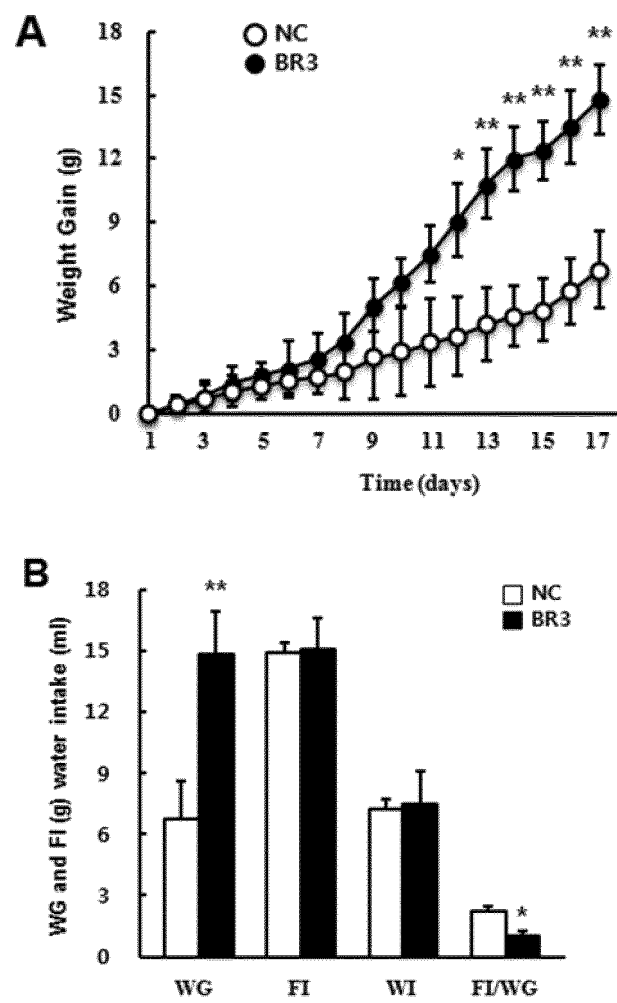 A
NC
BR3
Weight Gain (g)
18
15
12
9
6
3
0
* ** ** ** ** **
1 3 5 7 9 11 13 15 17
Time (days)
B
NC
BR3
WG and FI (g) water intake (ml)
18
15
12
9
6
3
0
**
*
WG FI WI FI/WG